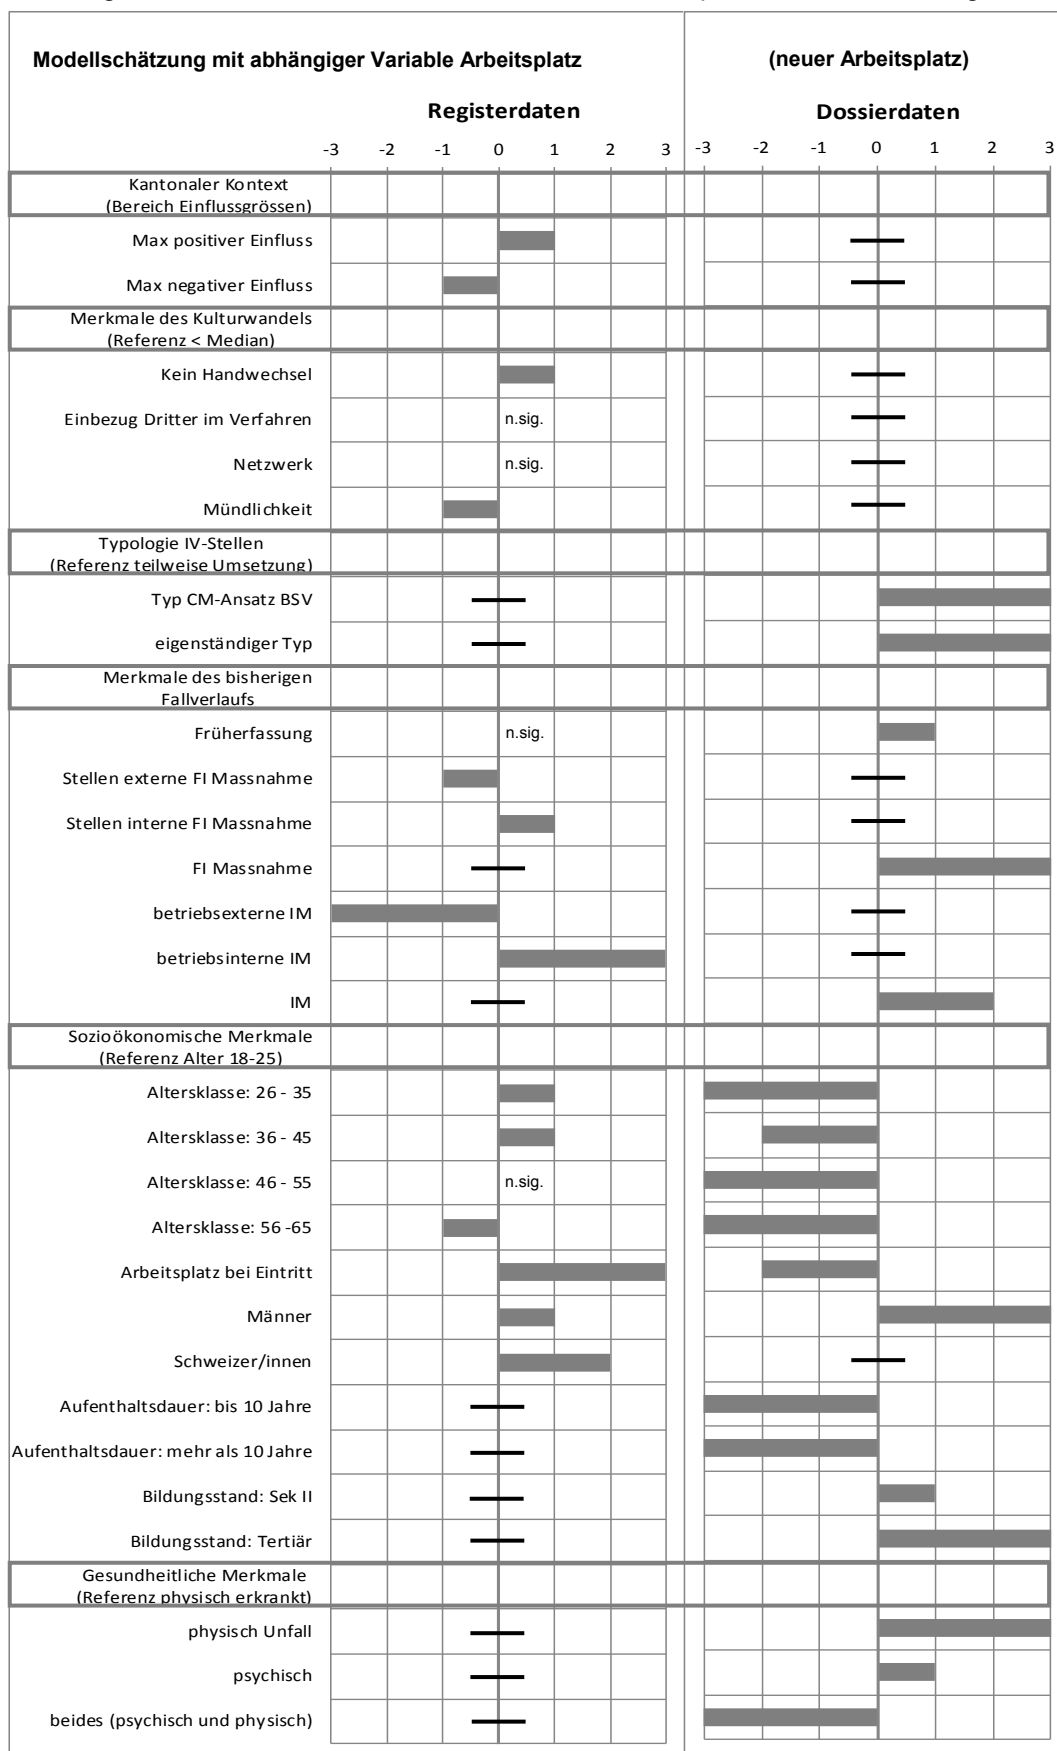 Modellschätzung mit abhängiger Variable Arbeitsplatz (neuer Arbeitsplatz)
Registerdaten Dossierdaten
-3 -2 -1 0 1 2 3 -3 -2 -1 0 1 2 3
Kantonaler Kontext
(Bereich Einflussgrössen)
Max positiver Einfluss
Max negativer Einfluss
Merkmale des Kulturwandels
(Referenz < Median)
Kein Handwechsel
Einbezug Dritter im Verfahren n.sig.
Netzwerk n.sig.
Mündlichkeit
Typologie IV-Stellen
(Referenz teilweise Umsetzung)
Typ CM-Ansatz BSV
eigenständiger Typ
Merkmale des bisherigen
Fallverlaufs
Früherfassung n.sig.
Stellen externe FI Massnahme
Stellen interne FI Massnahme
FI Massnahme
betriebsexterne IM
betriebsinterne IM
IM
Sozioökonomische Merkmale
(Referenz Alter 18-25)
Altersklasse: 26 - 35
Altersklasse: 36 - 45
Altersklasse: 46 - 55 n.sig.
Altersklasse: 56 -65
Arbeitsplatz bei Eintritt
Männer
Schweizer/innen
Aufenthaltsdauer: bis 10 Jahre
Aufenthaltsdauer: mehr als 10 Jahre
Bildungsstand: Sek II
Bildungsstand: Tertiär
Gesundheitliche Merkmale
(Referenz physisch erkrankt)
physisch Unfall
psychisch
beides (psychisch und physisch)